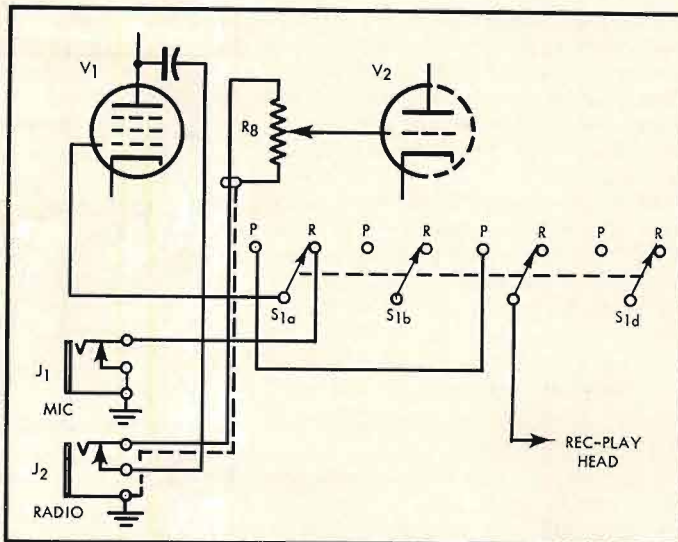 V1
V2
R8
P R P R P R P R
S1a S1b S1d
J1
MIC
J2
RADIO
REC-PLAY
HEAD